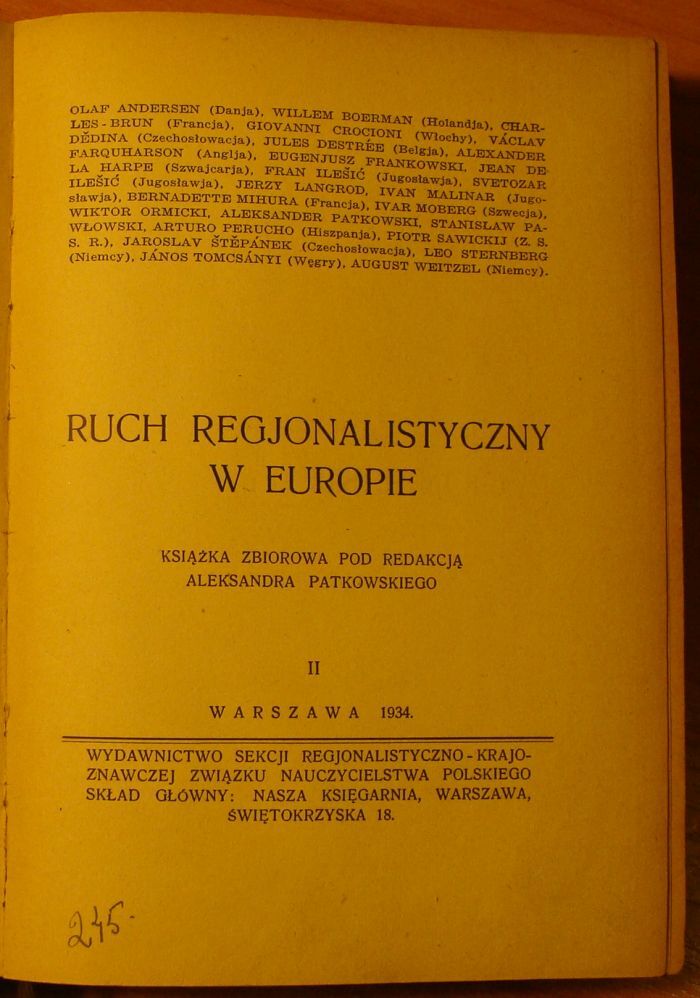 OLAF ANDERSEN (Danja), WILLEM BOERMAN (Holandja), CHAR-
LES-BRUN (Francja), GIOVANNI CROCIONI (Włochy), VÁCLAV
DĚDINA (Czechosłowacja), JULES DESTRÉE (Belgja), ALEXANDER
FARQUHARSON (Anglja), EUGENJUSZ FRANKOWSKI, JEAN DE
LA HARPE (Szwajcarja), FRAN ILEŠIČ (Jugosławja), SVETOZAR
ILEŠIČ (Jugosławja), JERZY LANGROD, IVAN MALINAR (Jugo-
sławja), BERNADETTE MIHURA (Francja), IVAR MOBERG (Szwecja),
WIKTOR ORMICKI, ALEKSANDER PATKOWSKI, STANISŁAW PA-
WŁOWSKI, ARTURO PERUCHO (Hiszpanja), PIOTR SAWICKIJ (Z. S.
S. R.), JAROSLAV ŠTĚPÁNEK (Czechosłowacja), LEO STERNBERG
(Niemcy), JÁNOS TOMCSÁNYI (Węgry), AUGUST WEITZEL (Niemcy).
RUCH REGJONALISTYCZNY
W EUROPIE
KSIĄŻKA ZBIOROWA POD REDAKCJĄ
ALEKSANDRA PATKOWSKIEGO
II
WARSZAWA 1934.
WYDAWNICTWO SEKCJI REGJONALISTYCZNO-KRAJO-
ZNAWCZEJ ZWIĄZKU NAUCZYCIELSTWA POLSKIEGO
SKŁAD GŁÓWNY: NASZA KSIĘGARNIA, WARSZAWA,
ŚWIĘTOKRZYSKA 18.
245.